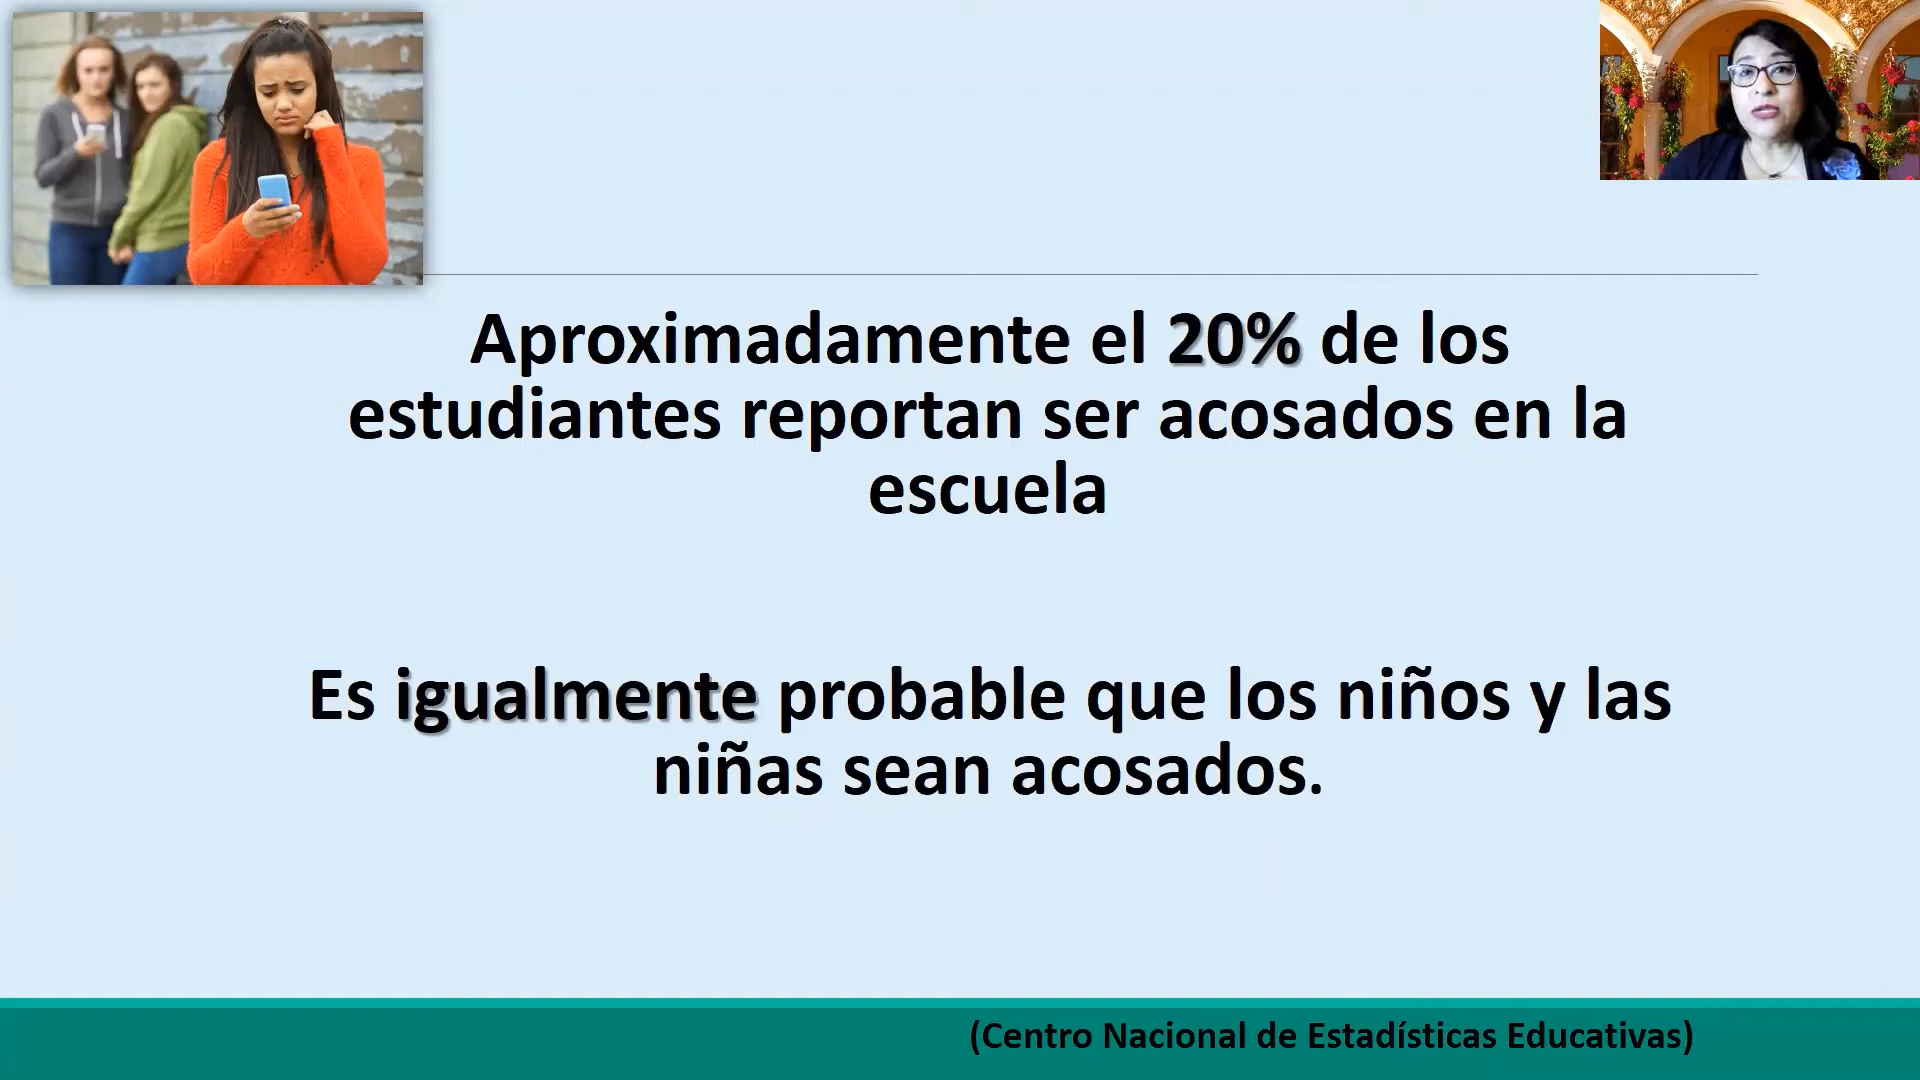 Aproximadamente el 20% de los
estudiantes reportan ser acosados en la
escuela
Es igualmente probable que los niños y las
niñas sean acosados.
(Centro Nacional de Estadísticas Educativas)